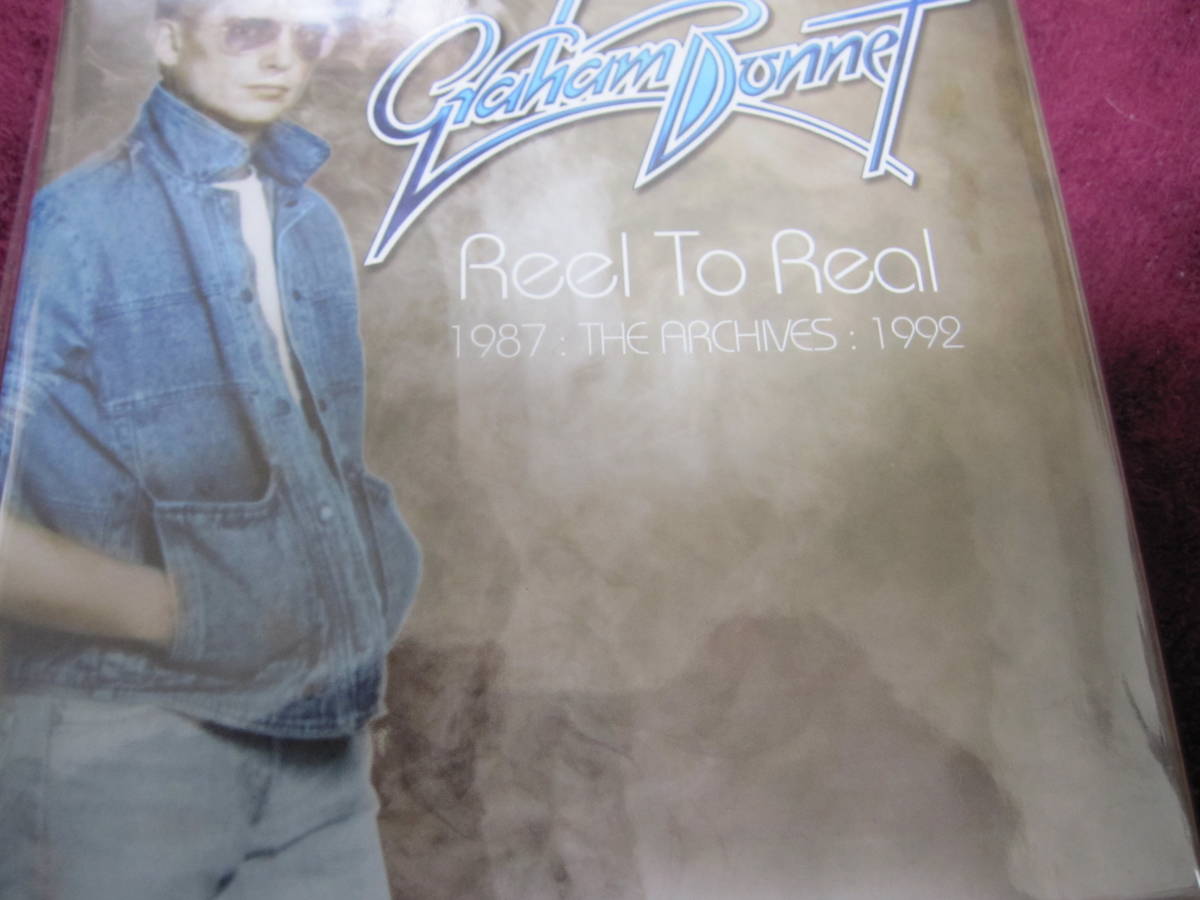 Graham Bonnet
Reel To Real
1987 : THE ARCHIVES : 1992